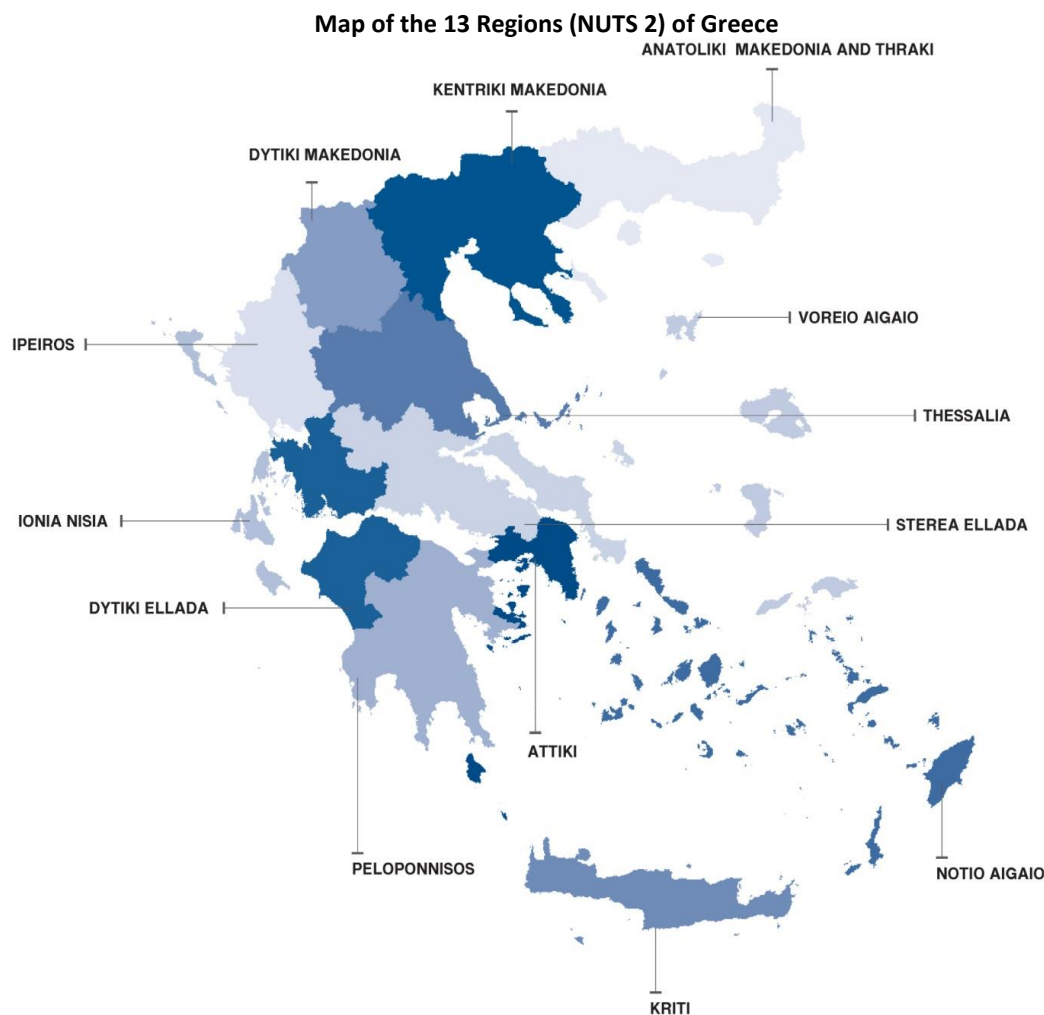 Map of the 13 Regions (NUTS 2) of Greece
ANATOLIKI MAKEDONIA AND THRAKI
KENTRIKI MAKEDONIA
DYTIKI MAKEDONIA
VOREIO AIGAIO
IPEIROS
THESSALIA
IONIA NISIA
STEREA ELLADA
DYTIKI ELLADA
ATTIKI
PELOPONNISOS
NOTIO AIGAIO
KRITI